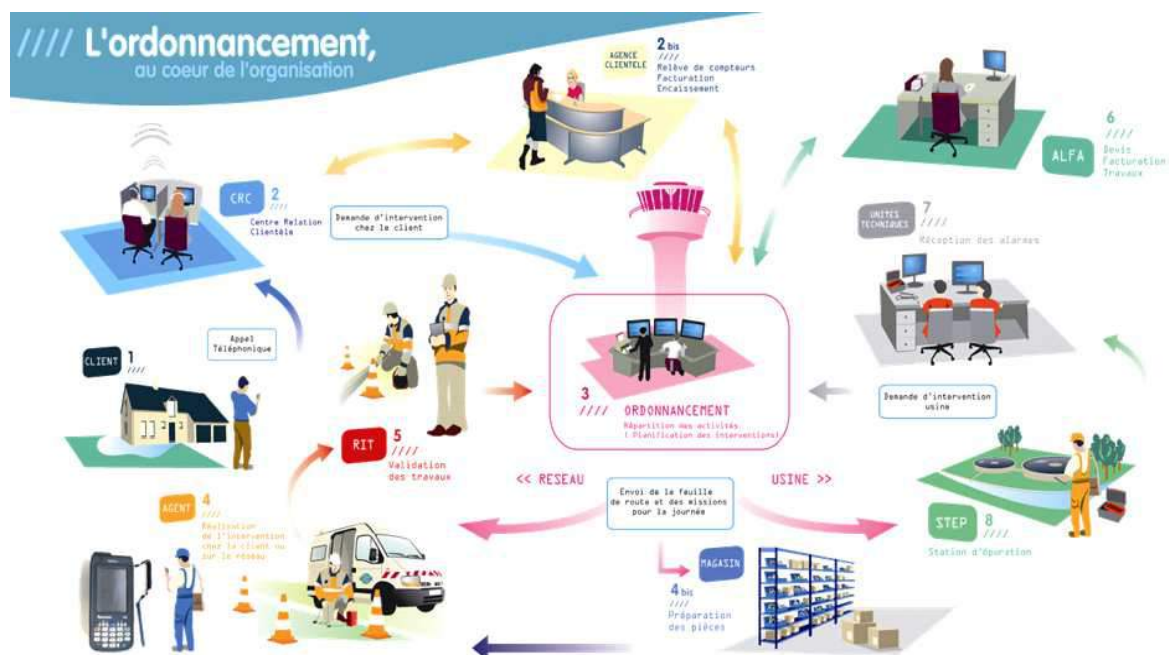 //// L'ordonnancement,
au coeur de l'organisation
AGENCE
CLIENTELE
2 bis
////
Relève de compteurs
Facturation
Encaissement
6
////
ALFA
Devis
Facturation
Travaux
CRC
2
////
Centre Relation
Clientèle
Demande d'intervention
chez le client
UNITES
TECHNIQUES
7
////
Réception des alarmes
Appel
Téléphonique
CLIENT
1
////
3
//// ORDONNANCEMENT
Répartition des activités
( Planification des interventions)
Demande d'intervention
usine
RIT
5
////
Validation
des travaux
<< RESEAU
USINE >>
Envoi de la feuille
de route et des missions
pour la journée
AGENT
4
////
Réalisation
de l'intervention
chez le client ou
sur le réseau
STEP
8
////
Station d'épuration
MAGASIN
4 bis
////
Préparation
des pièces